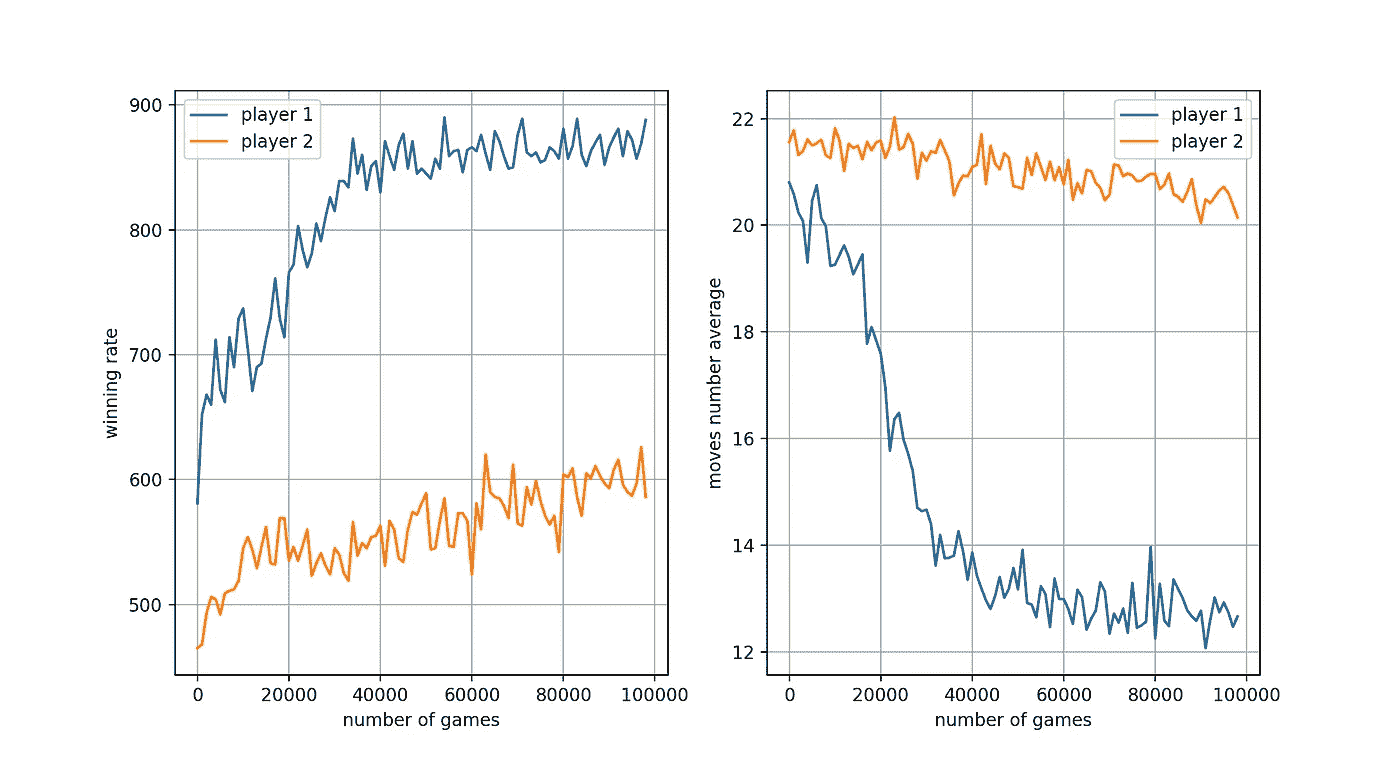 player 1
player 2
winning rate
900
800
700
600
500
0 20000 40000 60000 80000 100000
number of games
player 1
player 2
moves number average
22
20
18
16
14
12
0 20000 40000 60000 80000 100000
number of games